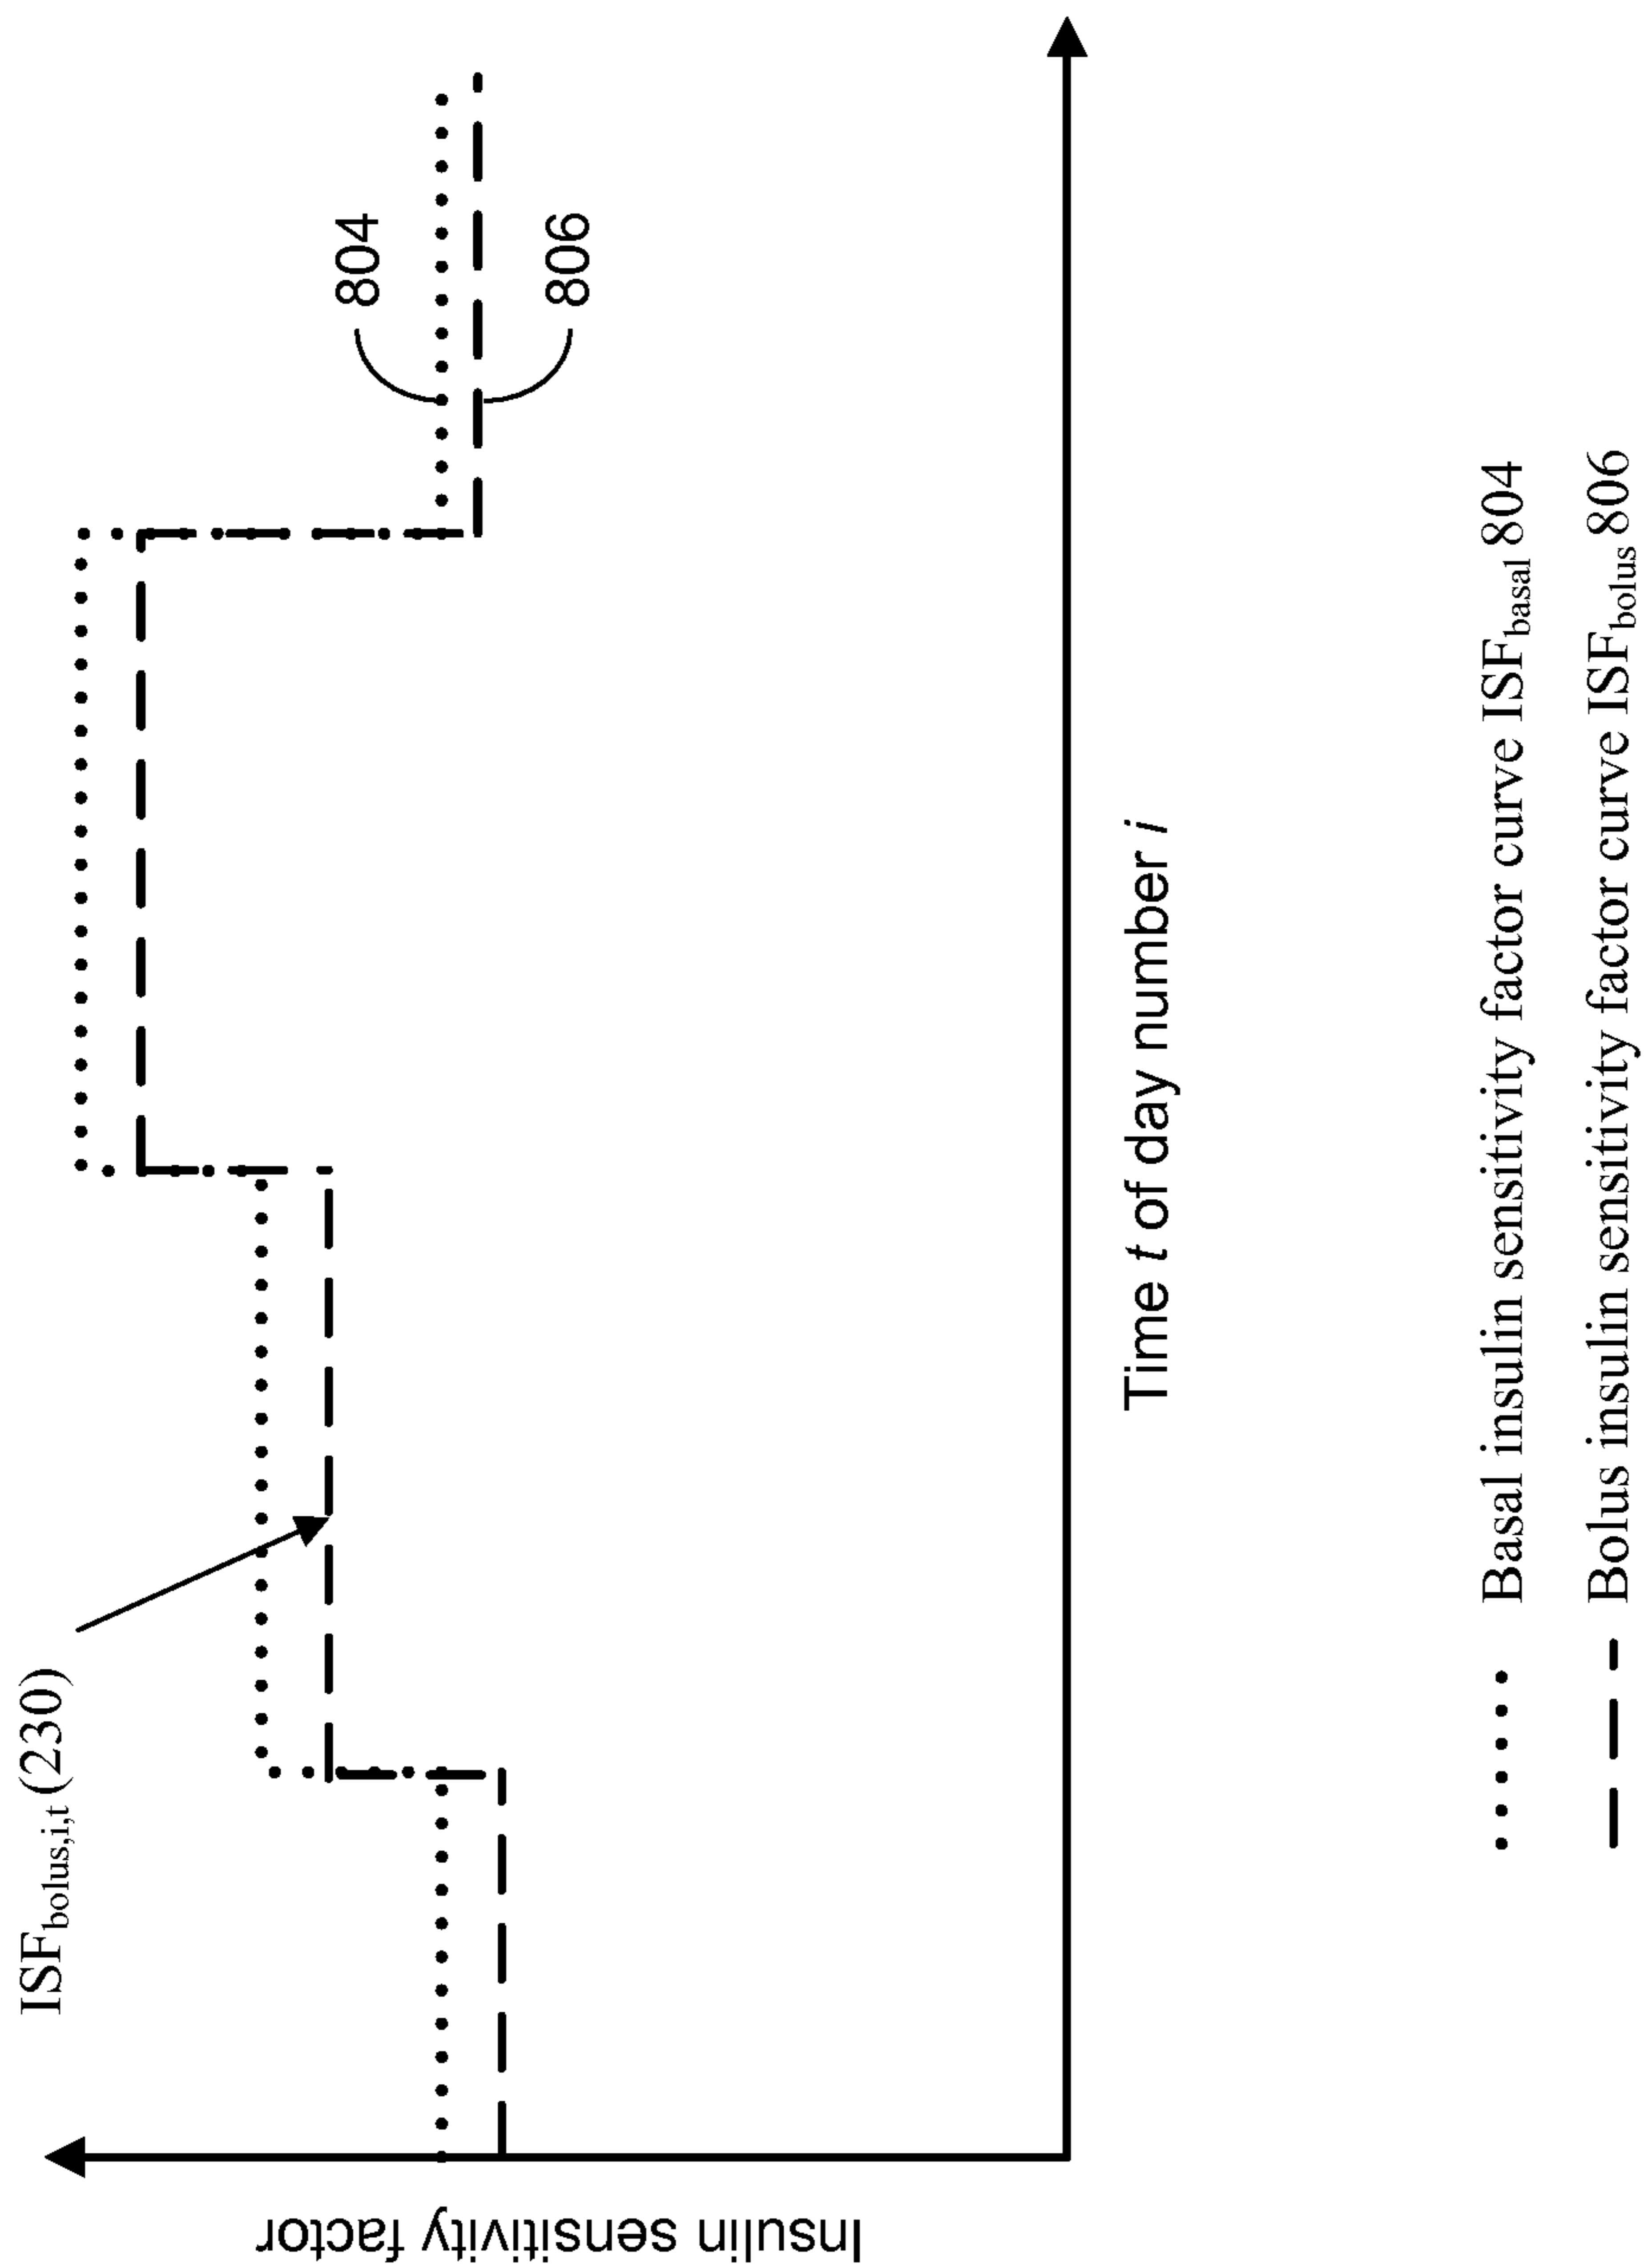 ISFbolus,i,t (230)
804
806
Insulin sensitivity factor
Time t of day number i
Basal insulin sensitivity factor curve ISFbasal 804
Bolus insulin sensitivity factor curve ISFbolus 806